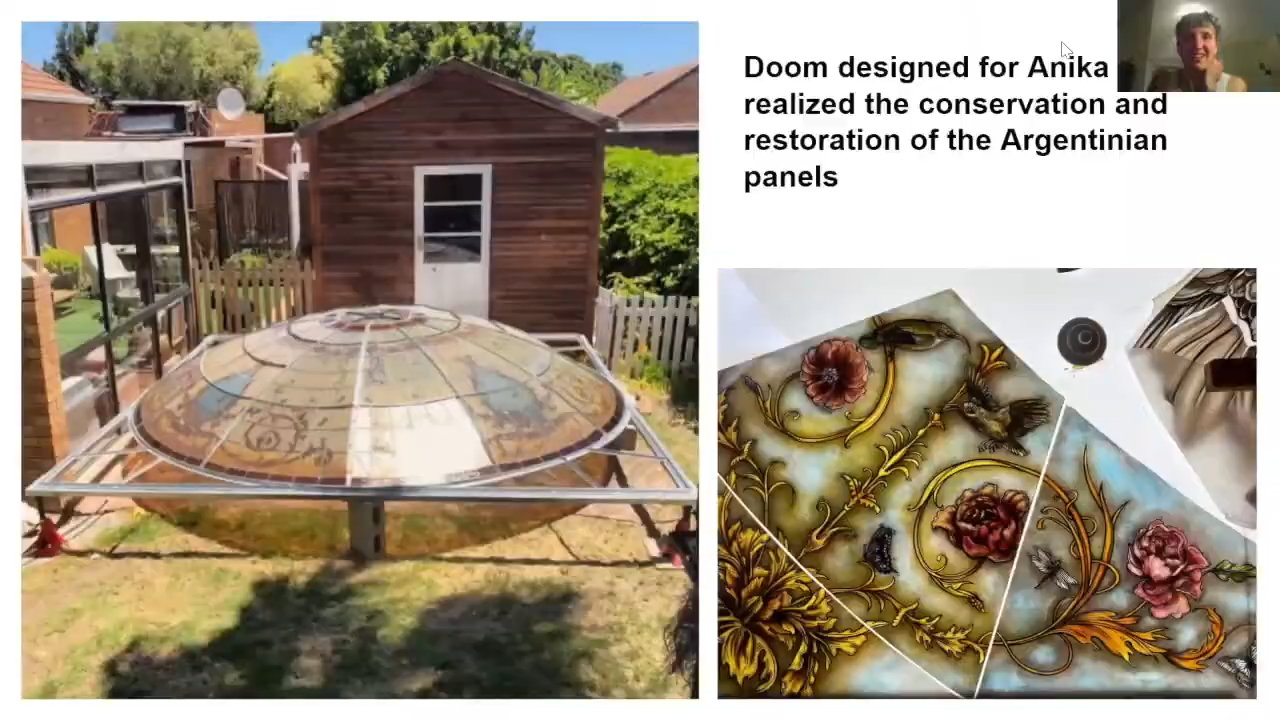 Doom designed for Anika
realized the conservation and
restoration of the Argentinian
panels